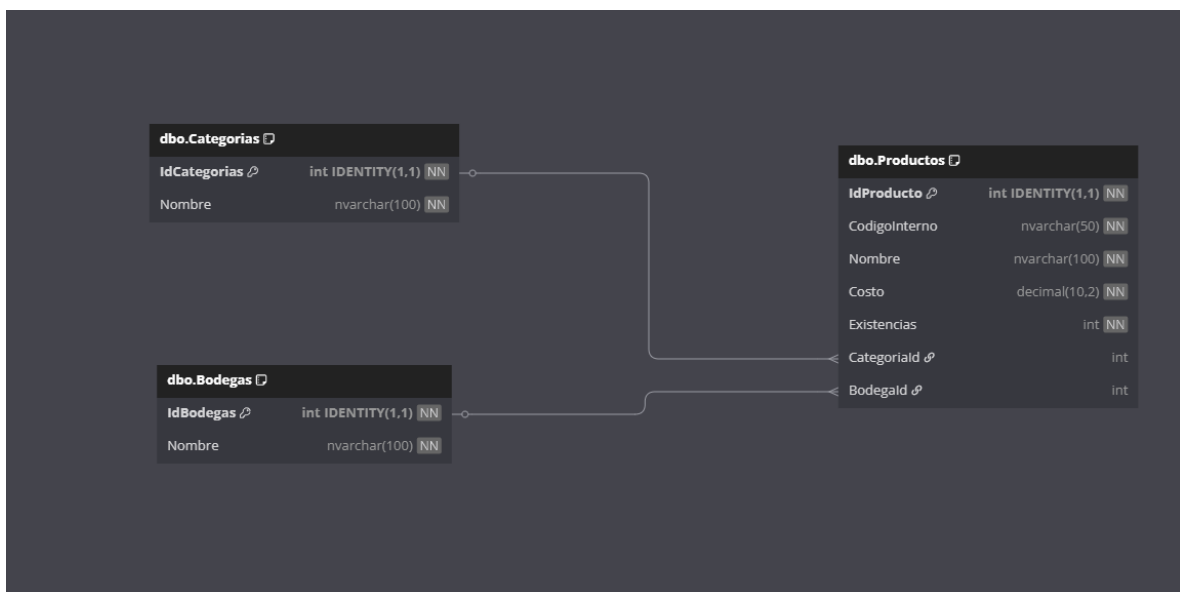 dbo.Categorias
IdCategorias int IDENTITY(1,1) NN
Nombre nvarchar(100) NN
dbo.Bodegas
IdBodegas int IDENTITY(1,1) NN
Nombre nvarchar(100) NN
dbo.Productos
IdProducto int IDENTITY(1,1) NN
CodigoInterno nvarchar(50) NN
Nombre nvarchar(100) NN
Costo decimal(10,2) NN
Existencias int NN
CategoriaId int
BodegaId int